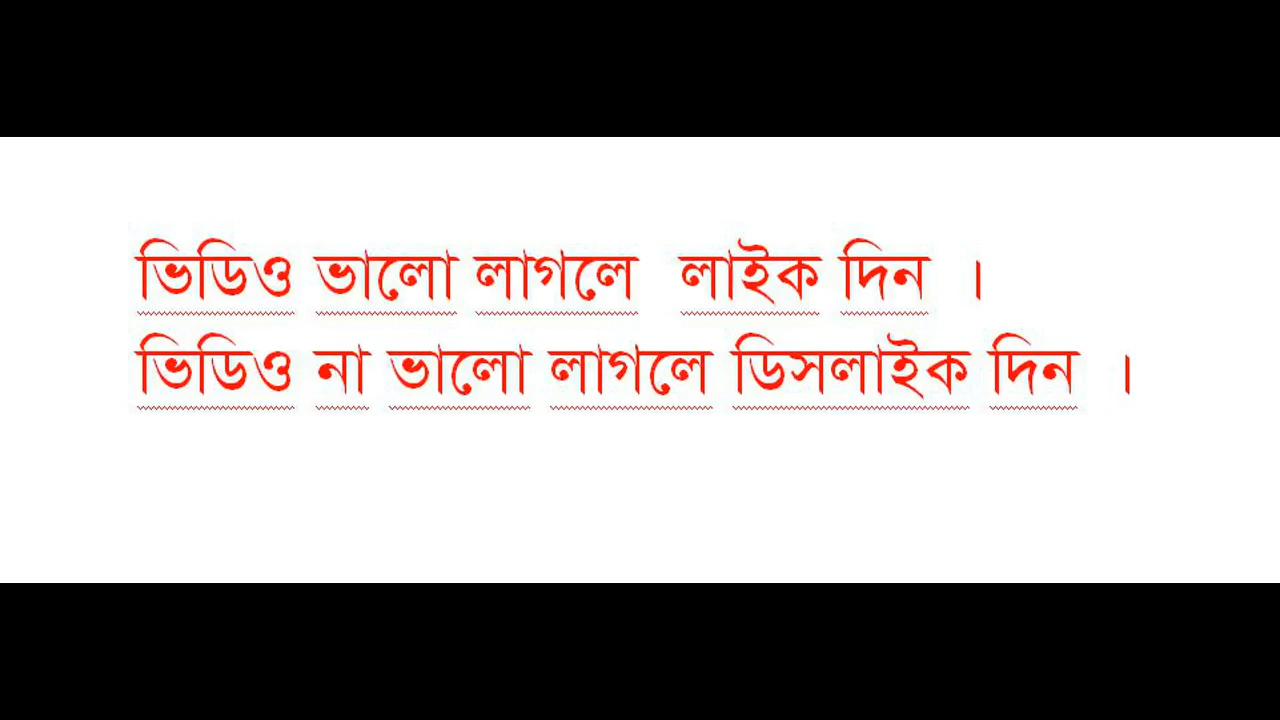 ভিডিও ভালো লাগলে  লাইক দিন ।
ভিডিও না ভালো লাগলে ডিসলাইক দিন ।